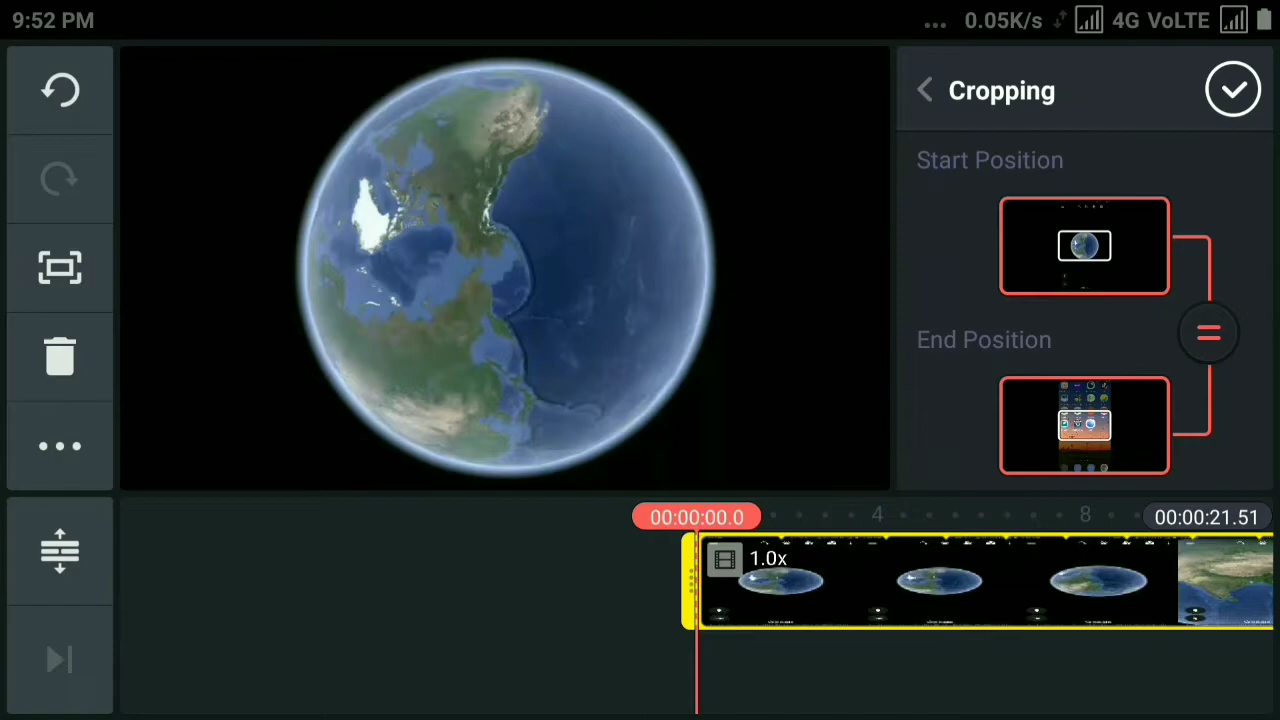 9:52 PM
... 0.05K/s 4G VoLTE
Cropping
Start Position
End Position
=
00:00:00.0
4
8
00:00:21.51
1.0x